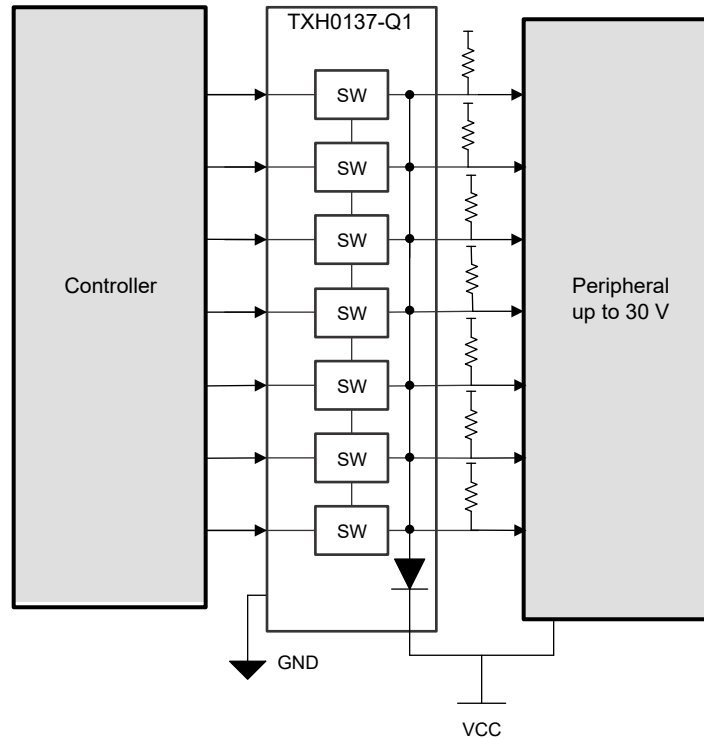 TXH0137-Q1
SW
SW
SW
SW
SW
SW
SW
Controller
Peripheral
up to 30 V
GND
VCC